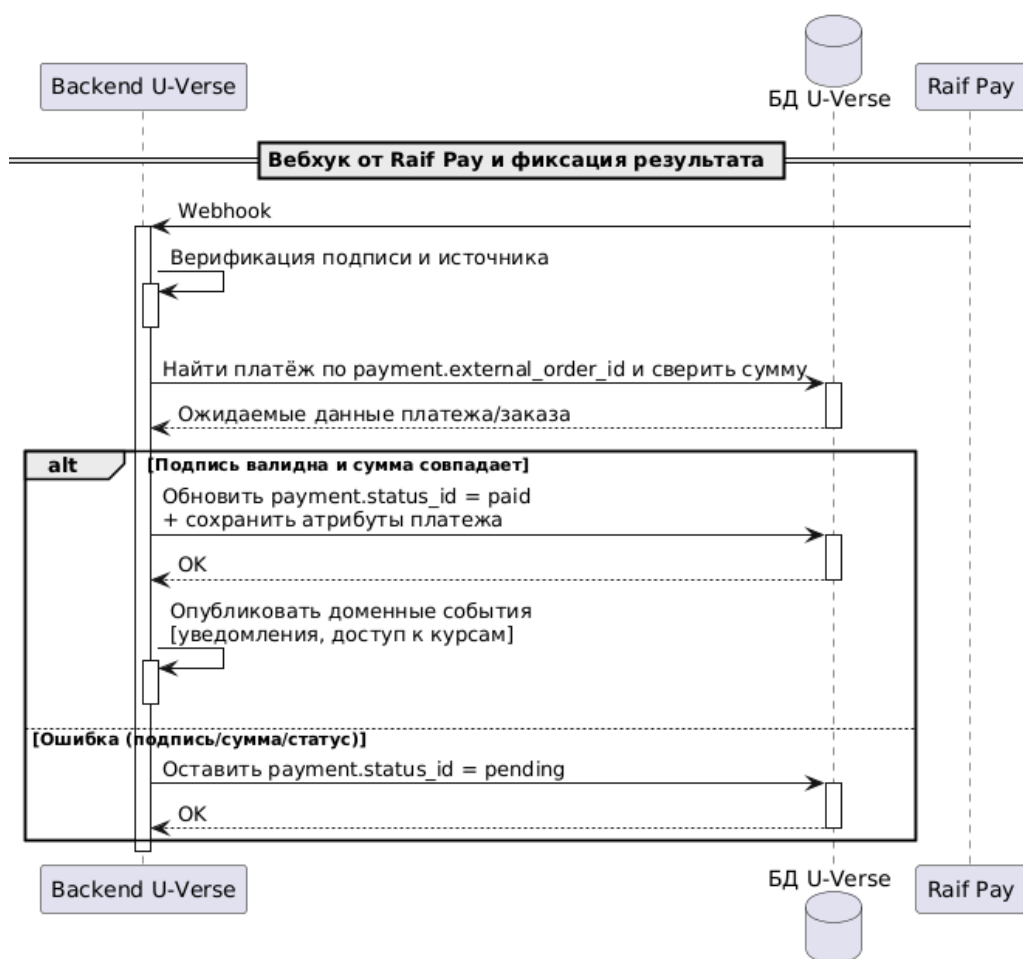 Backend U-Verse
БД U-Verse
Raif Pay
Вебхук от Raif Pay и фиксация результата
Webhook
Верификация подписи и источника
Найти платёж по payment.external_order_id и сверить сумму
Ожидаемые данные платежа/заказа
alt
[Подпись валидна и сумма совпадает]
Обновить payment.status_id = paid
+ сохранить атрибуты платежа
OK
Опубликовать доменные события
[уведомления, доступ к курсам]
[Ошибка (подпись/сумма/статус)]
Оставить payment.status_id = pending
OK
Backend U-Verse
БД U-Verse
Raif Pay